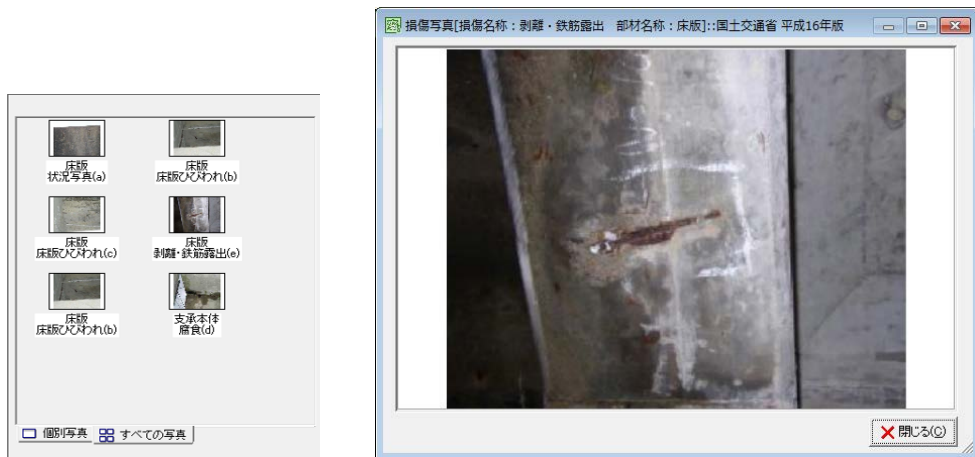 床版
状況写真(a)
床版
床版ひびわれ(b)
床版
床版ひびわれ(c)
床版
剥離・鉄筋露出(e)
床版
床版ひびわれ(b)
支承本体
腐食(d)
個別写真
すべての写真
損傷写真[損傷名称：剥離・鉄筋露出　部材名称：床版]::国土交通省 平成16年版
閉じる(C)